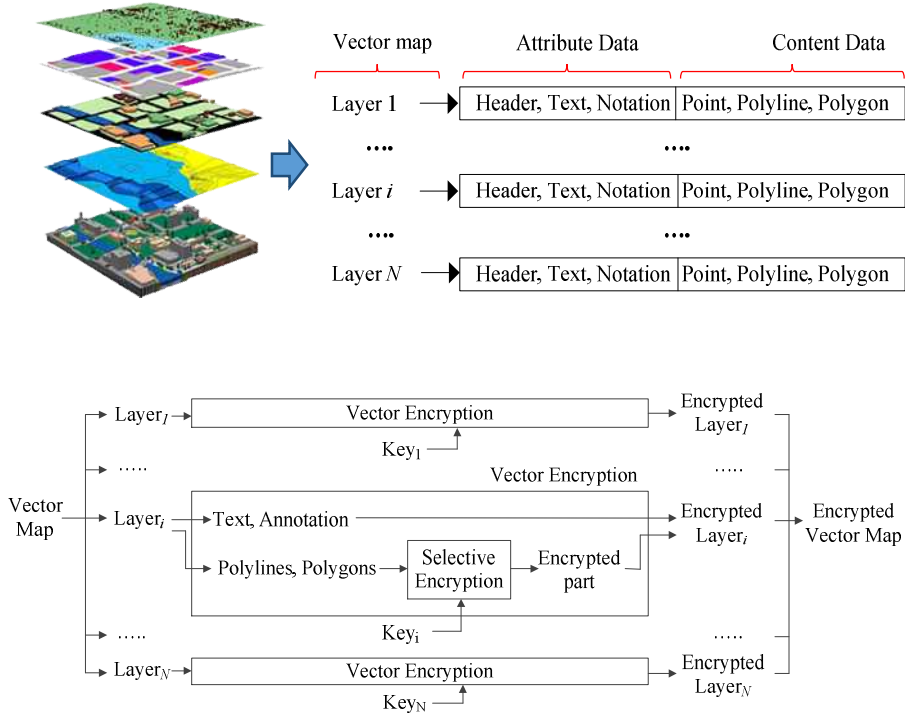 Vector map Attribute Data Content Data
Layer 1 Header, Text, Notation Point, Polyline, Polygon
.... ....
Layer i Header, Text, Notation Point, Polyline, Polygon
.... ....
Layer N Header, Text, Notation Point, Polyline, Polygon
Layer1 Vector Encryption Encrypted Layer1
Key1
..... Vector Encryption .....
Vector Map
Layeri Text, Annotation Encrypted Layeri
Encrypted Vector Map
Polylines, Polygons Selective Encryption Encrypted part
Keyi
..... .....
LayerN Vector Encryption Encrypted LayerN
KeyN